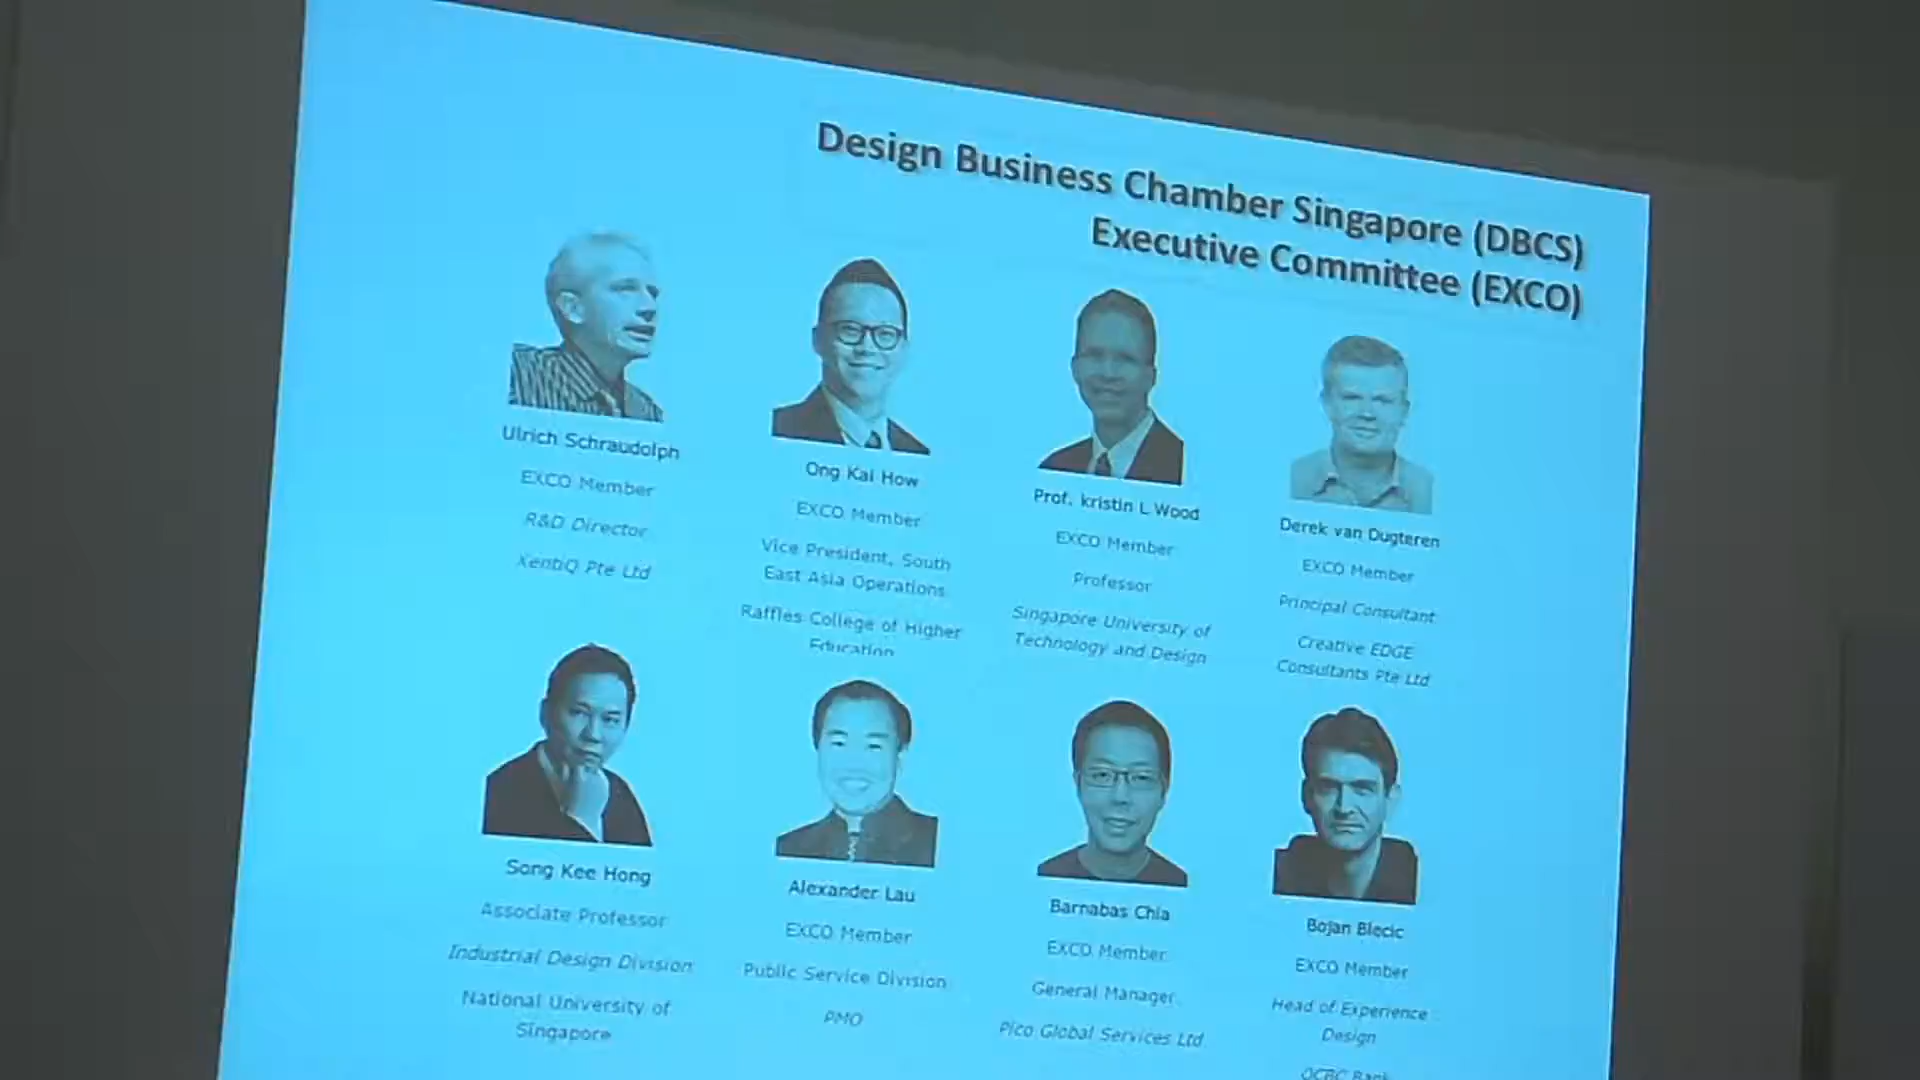 Design Business Chamber Singapore (DBCS)
Executive Committee (EXCO)
Ulrich Schraudolph
EXCO Member
R&D Director
XentiQ Pte Ltd
Ong Kai How
EXCO Member
Vice President, South
East Asia Operations
Raffles College of Higher
Education
Prof. kristin L Wood
EXCO Member
Professor
Singapore University of
Technology and Design
Derek van Dugteren
EXCO Member
Principal Consultant
Creative EDGE
Consultants Pte Ltd
Song Kee Hong
Associate Professor
Industrial Design Division
National University of
Singapore
Alexander Lau
EXCO Member
Public Service Division
PMO
Barnabas Chia
EXCO Member
General Manager
Pico Global Services Ltd
Bojan Blecic
EXCO Member
Head of Experience
Design
OCBC Bank